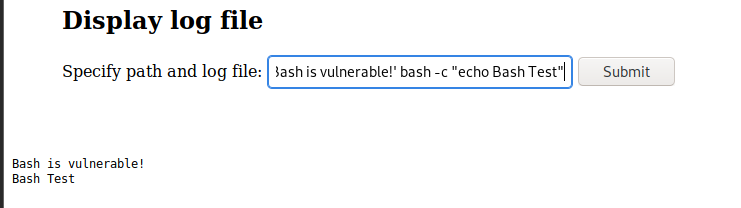 Display log file
Specify path and log file: Bash is vulnerable!' bash -c "echo Bash Test" Submit
Bash is vulnerable!
Bash Test